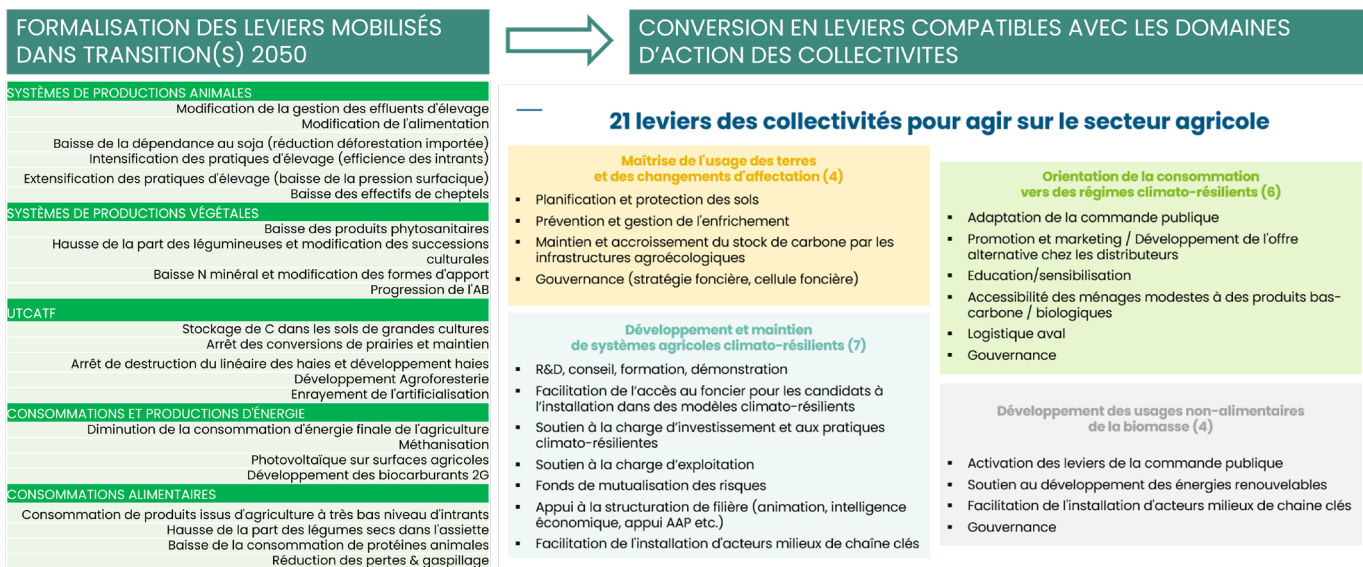 FORMALISATION DES LEVIERS MOBILISÉS
DANS TRANSITION(S) 2050
CONVERSION EN LEVIERS COMPATIBLES AVEC LES DOMAINES
D'ACTION DES COLLECTIVITES
SYSTÈMES DE PRODUCTIONS ANIMALES
Modification de la gestion des effluents d'élevage
Modification de l'alimentation
Baisse de la dépendance au soja (réduction déforestation importée)
Intensification des pratiques d'élevage (efficience des intrants)
Extensification des pratiques d'élevage (baisse de la pression surfacique)
Baisse des effectifs de cheptels
SYSTÈMES DE PRODUCTIONS VÉGÉTALES
Baisse des produits phytosanitaires
Hausse de la part des légumineuses et modification des successions
culturales
Baisse N minéral et modification des formes d'apport
Progression de l'AB
UTCATF
Stockage de C dans les sols de grandes cultures
Arrêt des conversions de prairies et maintien
Arrêt de destruction du linéaire des haies et développement haies
Développement Agroforesterie
Enrayement de l'artificialisation
CONSOMMATIONS ET PRODUCTIONS D'ÉNERGIE
Diminution de la consommation d'énergie finale de l'agriculture
Méthanisation
Photovoltaïque sur surfaces agricoles
Développement des biocarburants 2G
CONSOMMATIONS ALIMENTAIRES
Consommation de produits issus d'agriculture à très bas niveau d'intrants
Hausse de la part des légumes secs dans l'assiette
Baisse de la consommation de protéines animales
Réduction des pertes & gaspillage
21 leviers des collectivités pour agir sur le secteur agricole
Maîtrise de l'usage des terres
et des changements d'affectation (4)
▪ Planification et protection des sols
▪ Prévention et gestion de l'enfrichement
▪ Maintien et accroissement du stock de carbone par les
infrastructures agroécologiques
▪ Gouvernance (stratégie foncière, cellule foncière)
Développement et maintien
de systèmes agricoles climato-résilients (7)
▪ R&D, conseil, formation, démonstration
▪ Facilitation de l'accès au foncier pour les candidats à
l'installation dans des modèles climato-résilients
▪ Soutien à la charge d'investissement et aux pratiques
climato-résilientes
▪ Soutien à la charge d'exploitation
▪ Fonds de mutualisation des risques
▪ Appui à la structuration de filière (animation, intelligence
économique, appui AAP etc.)
▪ Facilitation de l'installation d'acteurs milieu de chaîne clés
Orientation de la consommation
vers des régimes climato-résilients (6)
▪ Adaptation de la commande publique
▪ Promotion et marketing / Développement de l'offre
alternative chez les distributeurs
▪ Education/sensibilisation
▪ Accessibilité des ménages modestes à des produits bas-
carbone / biologiques
▪ Logistique aval
▪ Gouvernance
Développement des usages non-alimentaires
de la biomasse (4)
▪ Activation des leviers de la commande publique
▪ Soutien au développement des énergies renouvelables
▪ Facilitation de l'installation d'acteurs milieu de chaine clés
▪ Gouvernance